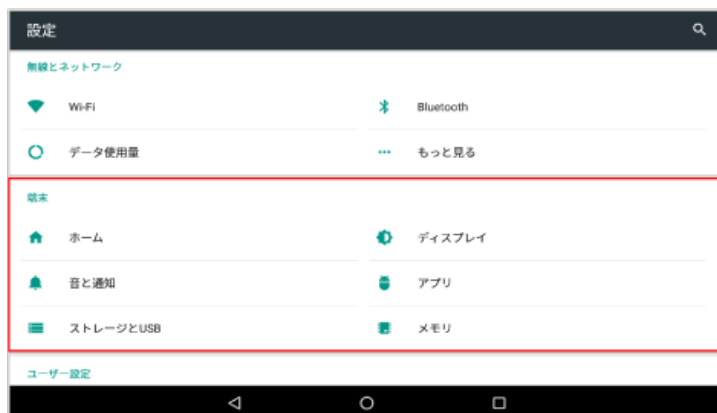 設定
無線とネットワーク
Wi-Fi
Bluetooth
データ使用量
もっと見る
端末
ホーム
ディスプレイ
音と通知
アプリ
ストレージとUSB
メモリ
ユーザー設定